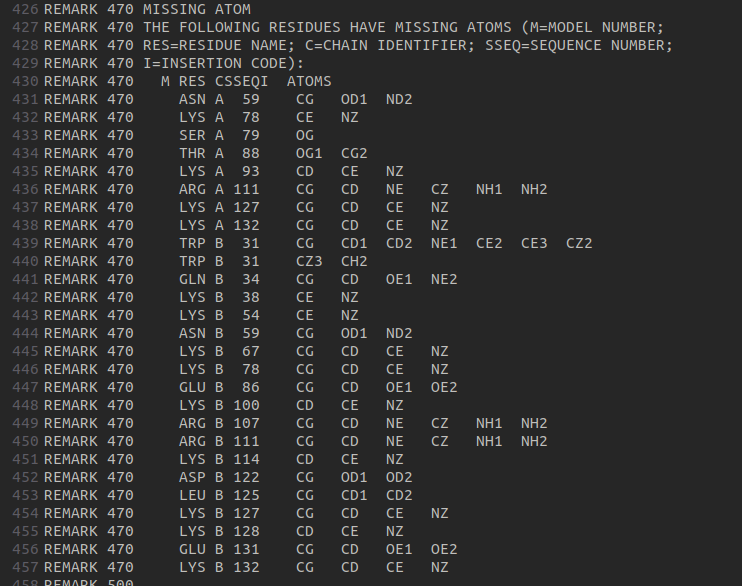 426 REMARK 470 MISSING ATOM
427 REMARK 470 THE FOLLOWING RESIDUES HAVE MISSING ATOMS (M=MODEL NUMBER;
428 REMARK 470 RES=RESIDUE NAME; C=CHAIN IDENTIFIER; SSEQ=SEQUENCE NUMBER;
429 REMARK 470 I=INSERTION CODE):
430 REMARK 470   M RES CSSEQI  ATOMS
431 REMARK 470     ASN A  59    CG   OD1  ND2
432 REMARK 470     LYS A  78    CE   NZ
433 REMARK 470     SER A  79    OG
434 REMARK 470     THR A  88    OG1  CG2
435 REMARK 470     LYS A  93    CD   CE   NZ
436 REMARK 470     ARG A 111    CG   CD   NE   CZ   NH1  NH2
437 REMARK 470     LYS A 127    CG   CD   CE   NZ
438 REMARK 470     LYS A 132    CG   CD   CE   NZ
439 REMARK 470     TRP B  31    CG   CD1  CD2  NE1  CE2  CE3  CZ2
440 REMARK 470     TRP B  31    CZ3  CH2
441 REMARK 470     GLN B  34    CG   CD   OE1  NE2
442 REMARK 470     LYS B  38    CE   NZ
443 REMARK 470     LYS B  54    CE   NZ
444 REMARK 470     ASN B  59    CG   OD1  ND2
445 REMARK 470     LYS B  67    CG   CD   CE   NZ
446 REMARK 470     LYS B  78    CG   CD   CE   NZ
447 REMARK 470     GLU B  86    CG   CD   OE1  OE2
448 REMARK 470     LYS B 100    CD   CE   NZ
449 REMARK 470     ARG B 107    CG   CD   NE   CZ   NH1  NH2
450 REMARK 470     ARG B 111    CG   CD   NE   CZ   NH1  NH2
451 REMARK 470     LYS B 114    CD   CE   NZ
452 REMARK 470     ASP B 122    CG   OD1  OD2
453 REMARK 470     LEU B 125    CG   CD1  CD2
454 REMARK 470     LYS B 127    CG   CD   CE   NZ
455 REMARK 470     LYS B 128    CD   CE   NZ
456 REMARK 470     GLU B 131    CG   CD   OE1  OE2
457 REMARK 470     LYS B 132    CG   CD   CE   NZ
458 REMARK 500